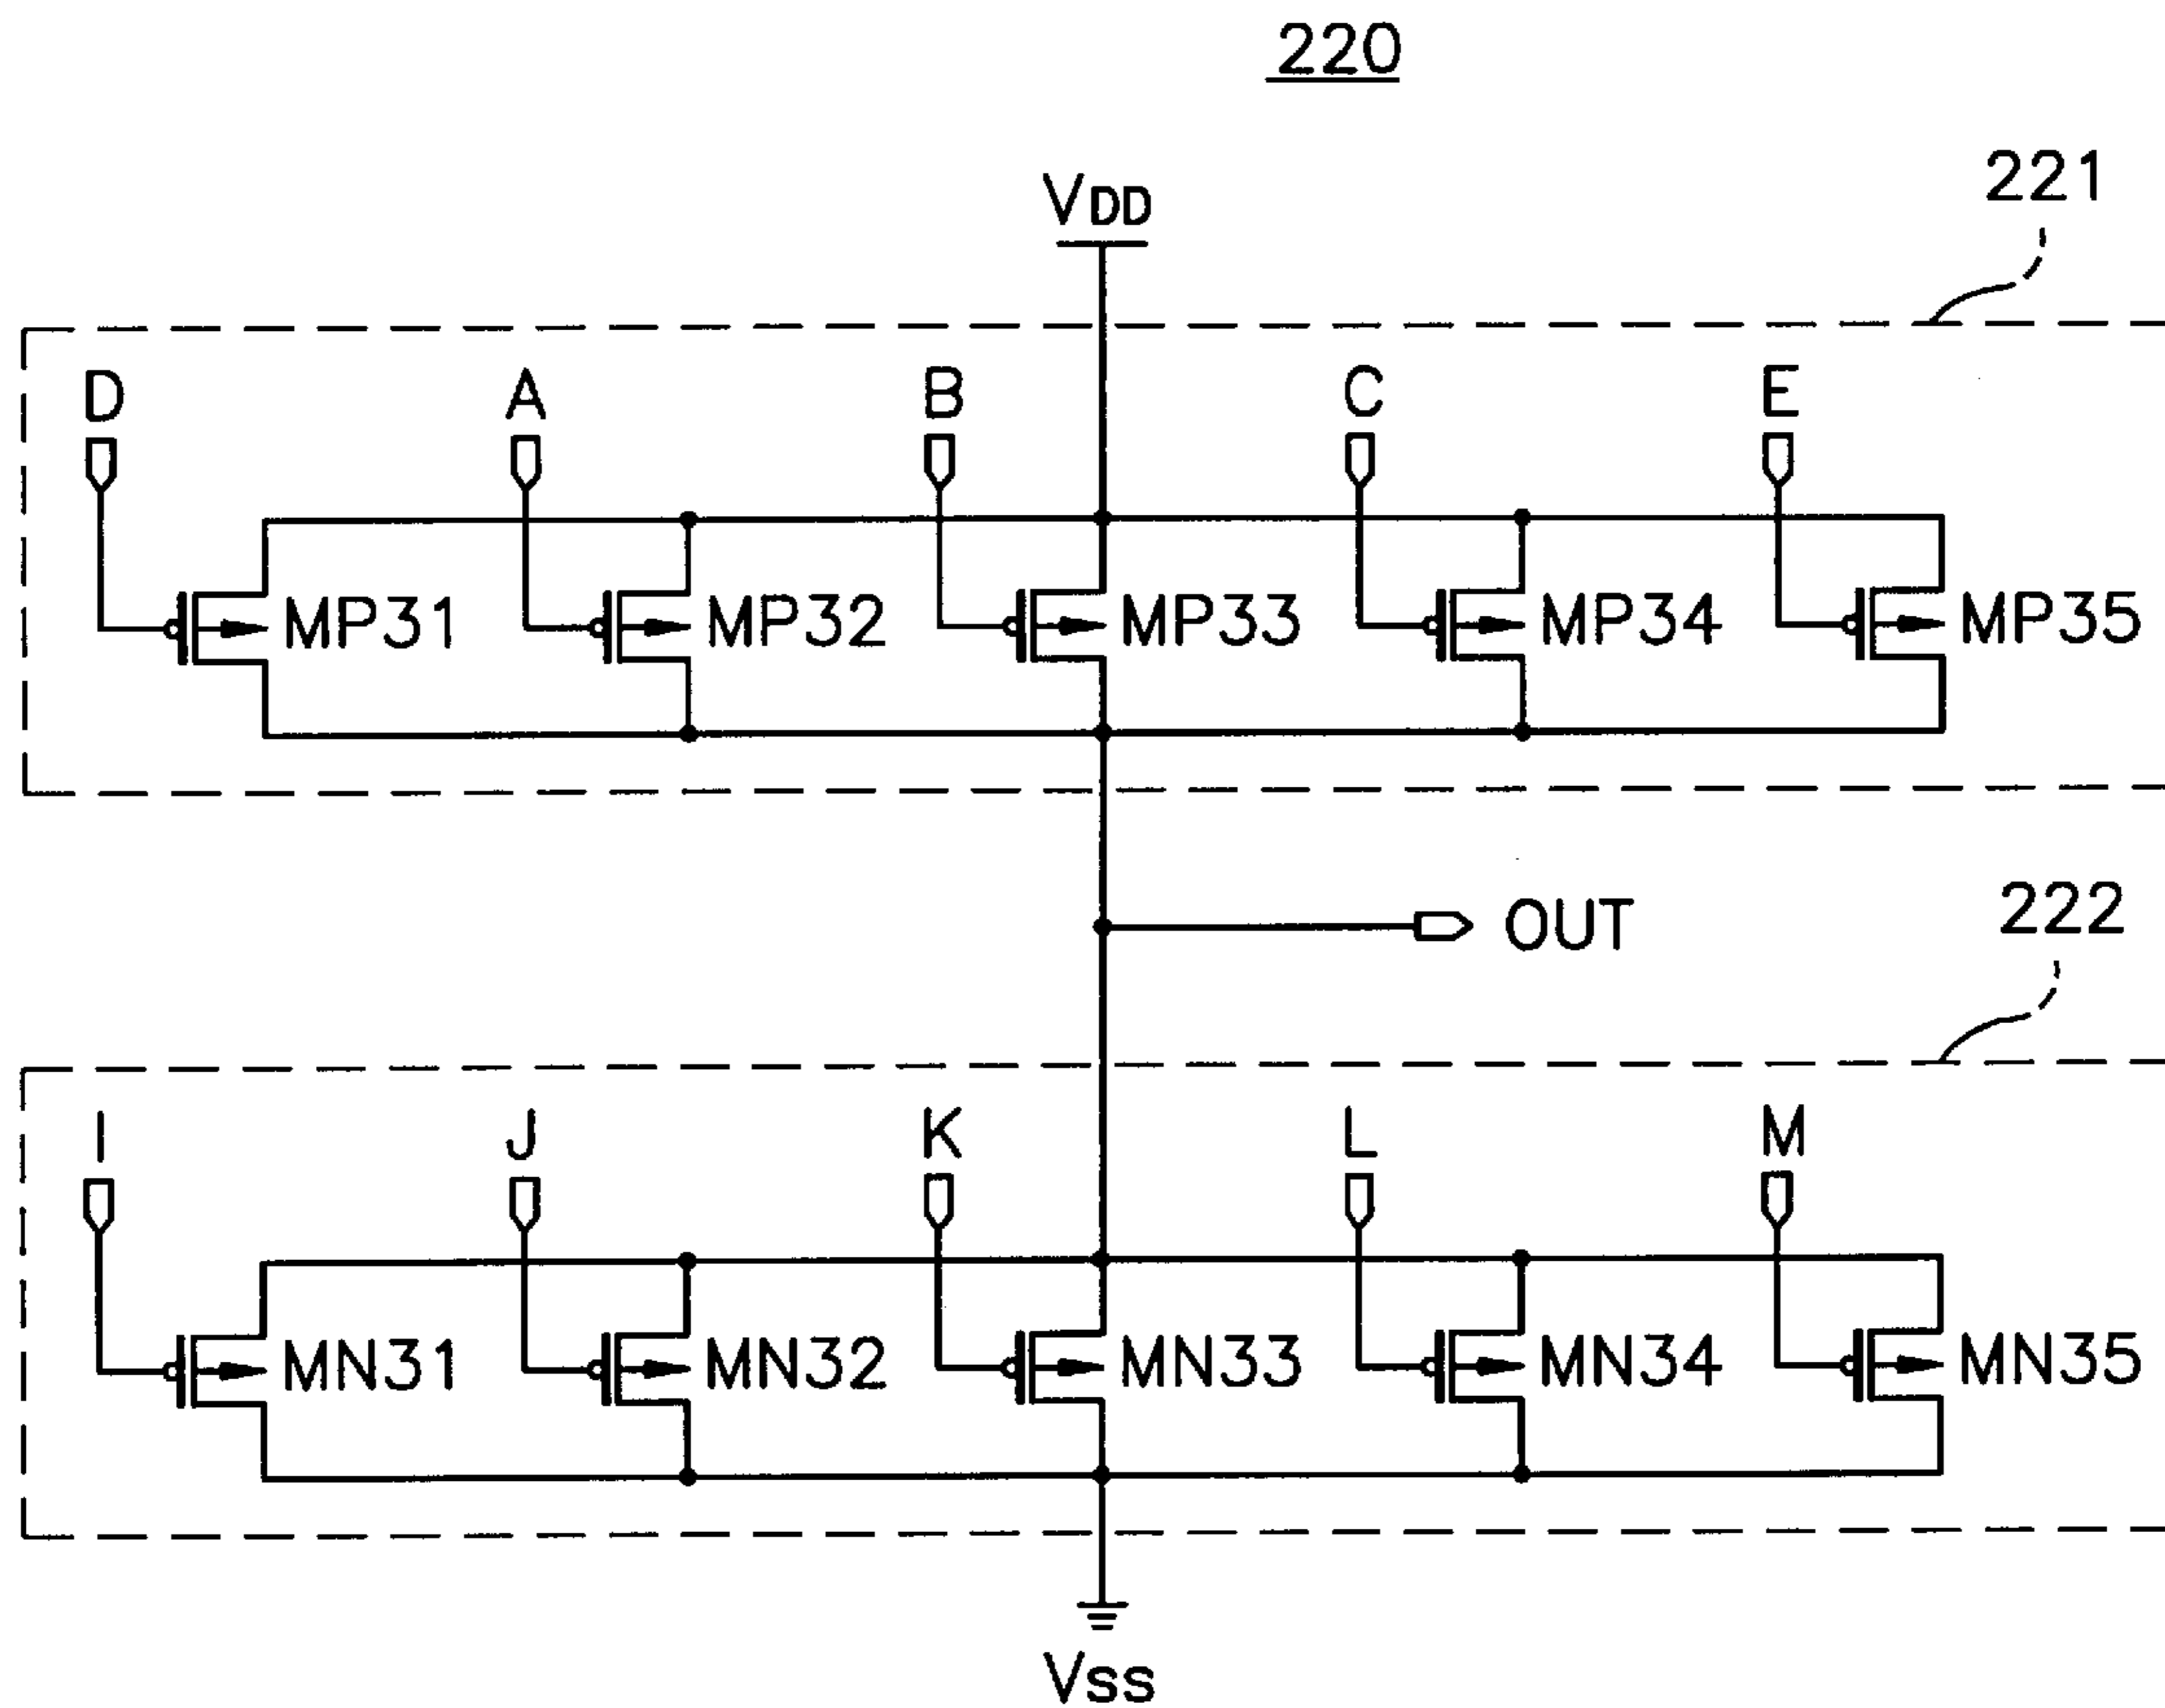 220
VDD
221
D A B C E
MP31 MP32 MP33 MP34 MP35
OUT
222
I J K L M
MN31 MN32 MN33 MN34 MN35
Vss